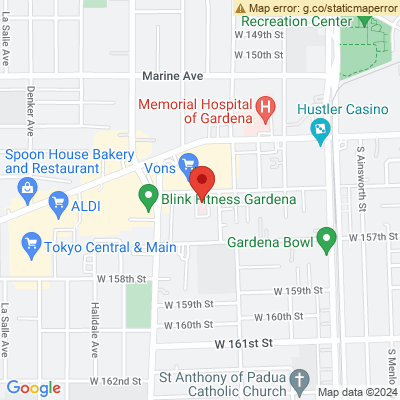 Map error: g.co/staticmaperror
Recreation Center
La Salle Ave
W 149th St
W 150th St
Marine Ave
Denker Ave
Memorial Hospital
of Gardena
H
Hustler Casino
Spoon House Bakery
and Restaurant
Vons
S Ainsworth St
ALDI
Blink Fitness Gardena
Tokyo Central & Main
Gardena Bowl
W 157th St
W 158th St
La Salle Ave
Halldale Ave
W 159th St
W 159th St
W 160th St
W 160th St
W 161st St
S Menlo
St Anthony of Padua
Catholic Church
W 162nd St
Google
Map data ©2024